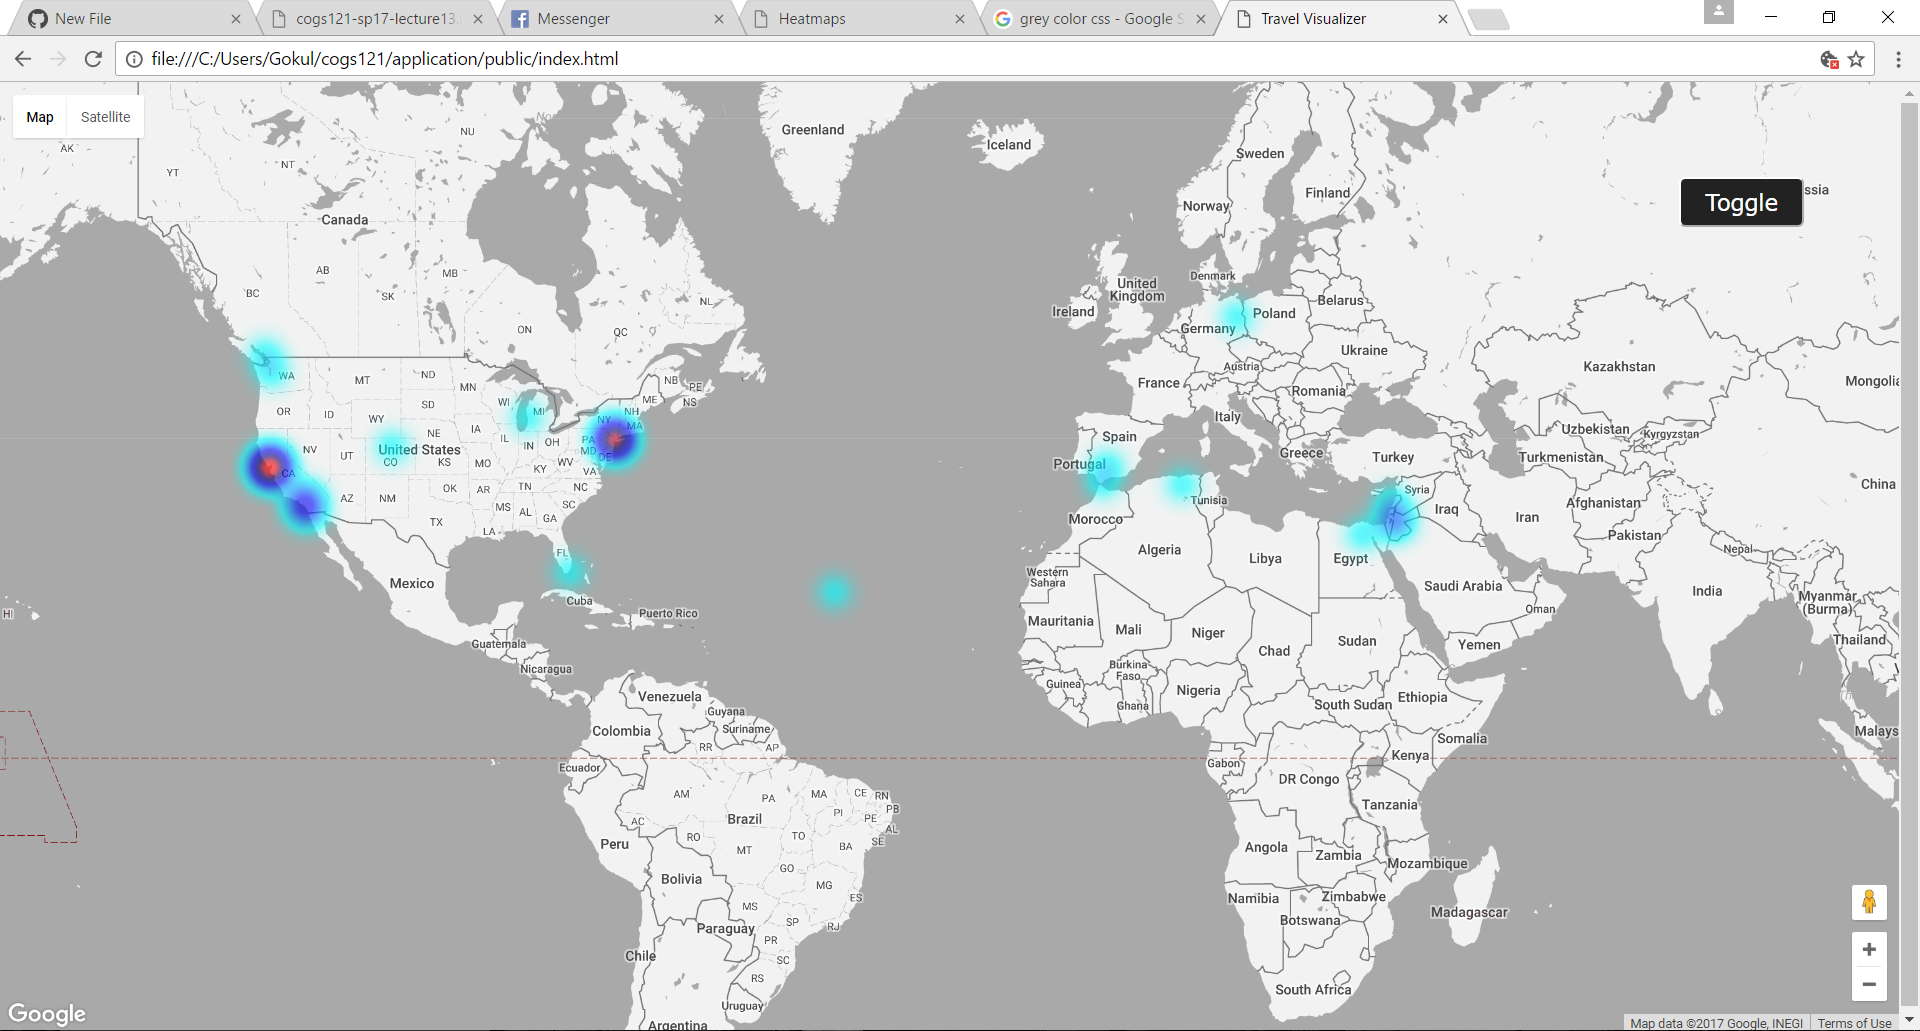 New File
cogs121-sp17-lecture13.
Messenger
Heatmaps
grey color css - Google S
Travel Visualizer
file:///C:/Users/Gokul/cogs121/application/public/index.html
Map
Satellite
Toggle
Greenland
Iceland
Sweden
Finland
Norway
ssia
AK
YT
NT
NU
Canada
BC
AB
SK
MB
ON
QC
NL
NB
PE
NS
Denmark
United
Kingdom
Ireland
Belarus
Poland
Germany
Ukraine
Austria
France
Romania
Italy
Kazakhstan
Mongolia
WA
MT
ND
MN
OR
ID
WY
SD
WI
MI
NY
NH
ME
MA
NV
UT
United States
CO
NE
IA
IL
IN
OH
PA
MD
DE
CA
KS
MO
KY
WV
VA
AZ
NM
OK
AR
TN
NC
TX
MS
AL
GA
SC
LA
FL
Spain
Portugal
Greece
Turkey
Uzbekistan
Kyrgyzstan
Turkmenistan
China
Tunisia
Syria
Iraq
Iran
Afghanistan
Pakistan
Nepal
Morocco
Algeria
Libya
Egypt
Western
Sahara
Saudi Arabia
Oman
India
Myanmar
(Burma)
Mexico
Cuba
Puerto Rico
HI
Guatemala
Nicaragua
Mauritania
Mali
Niger
Chad
Sudan
Yemen
Thailand
Burkina
Faso
Guinea
Ghana
Nigeria
South Sudan
Ethiopia
Somalia
Malays
Venezuela
Guyana
Suriname
Colombia
Ecuador
RR
AP
Gabon
DR Congo
Kenya
Tanzania
AM
PA
MA
CE
RN
PB
PI
PE
AL
SE
AC
Brazil
TO
RO
BA
Peru
MT
GO
MG
ES
Bolivia
MS
SP
RJ
Paraguay
PR
SC
Chile
RS
Uruguay
Argentina
Angola
Zambia
Mozambique
Namibia
Zimbabwe
Botswana
Madagascar
South Africa
Google
Map data ©2017 Google, INEGI
Terms of Use